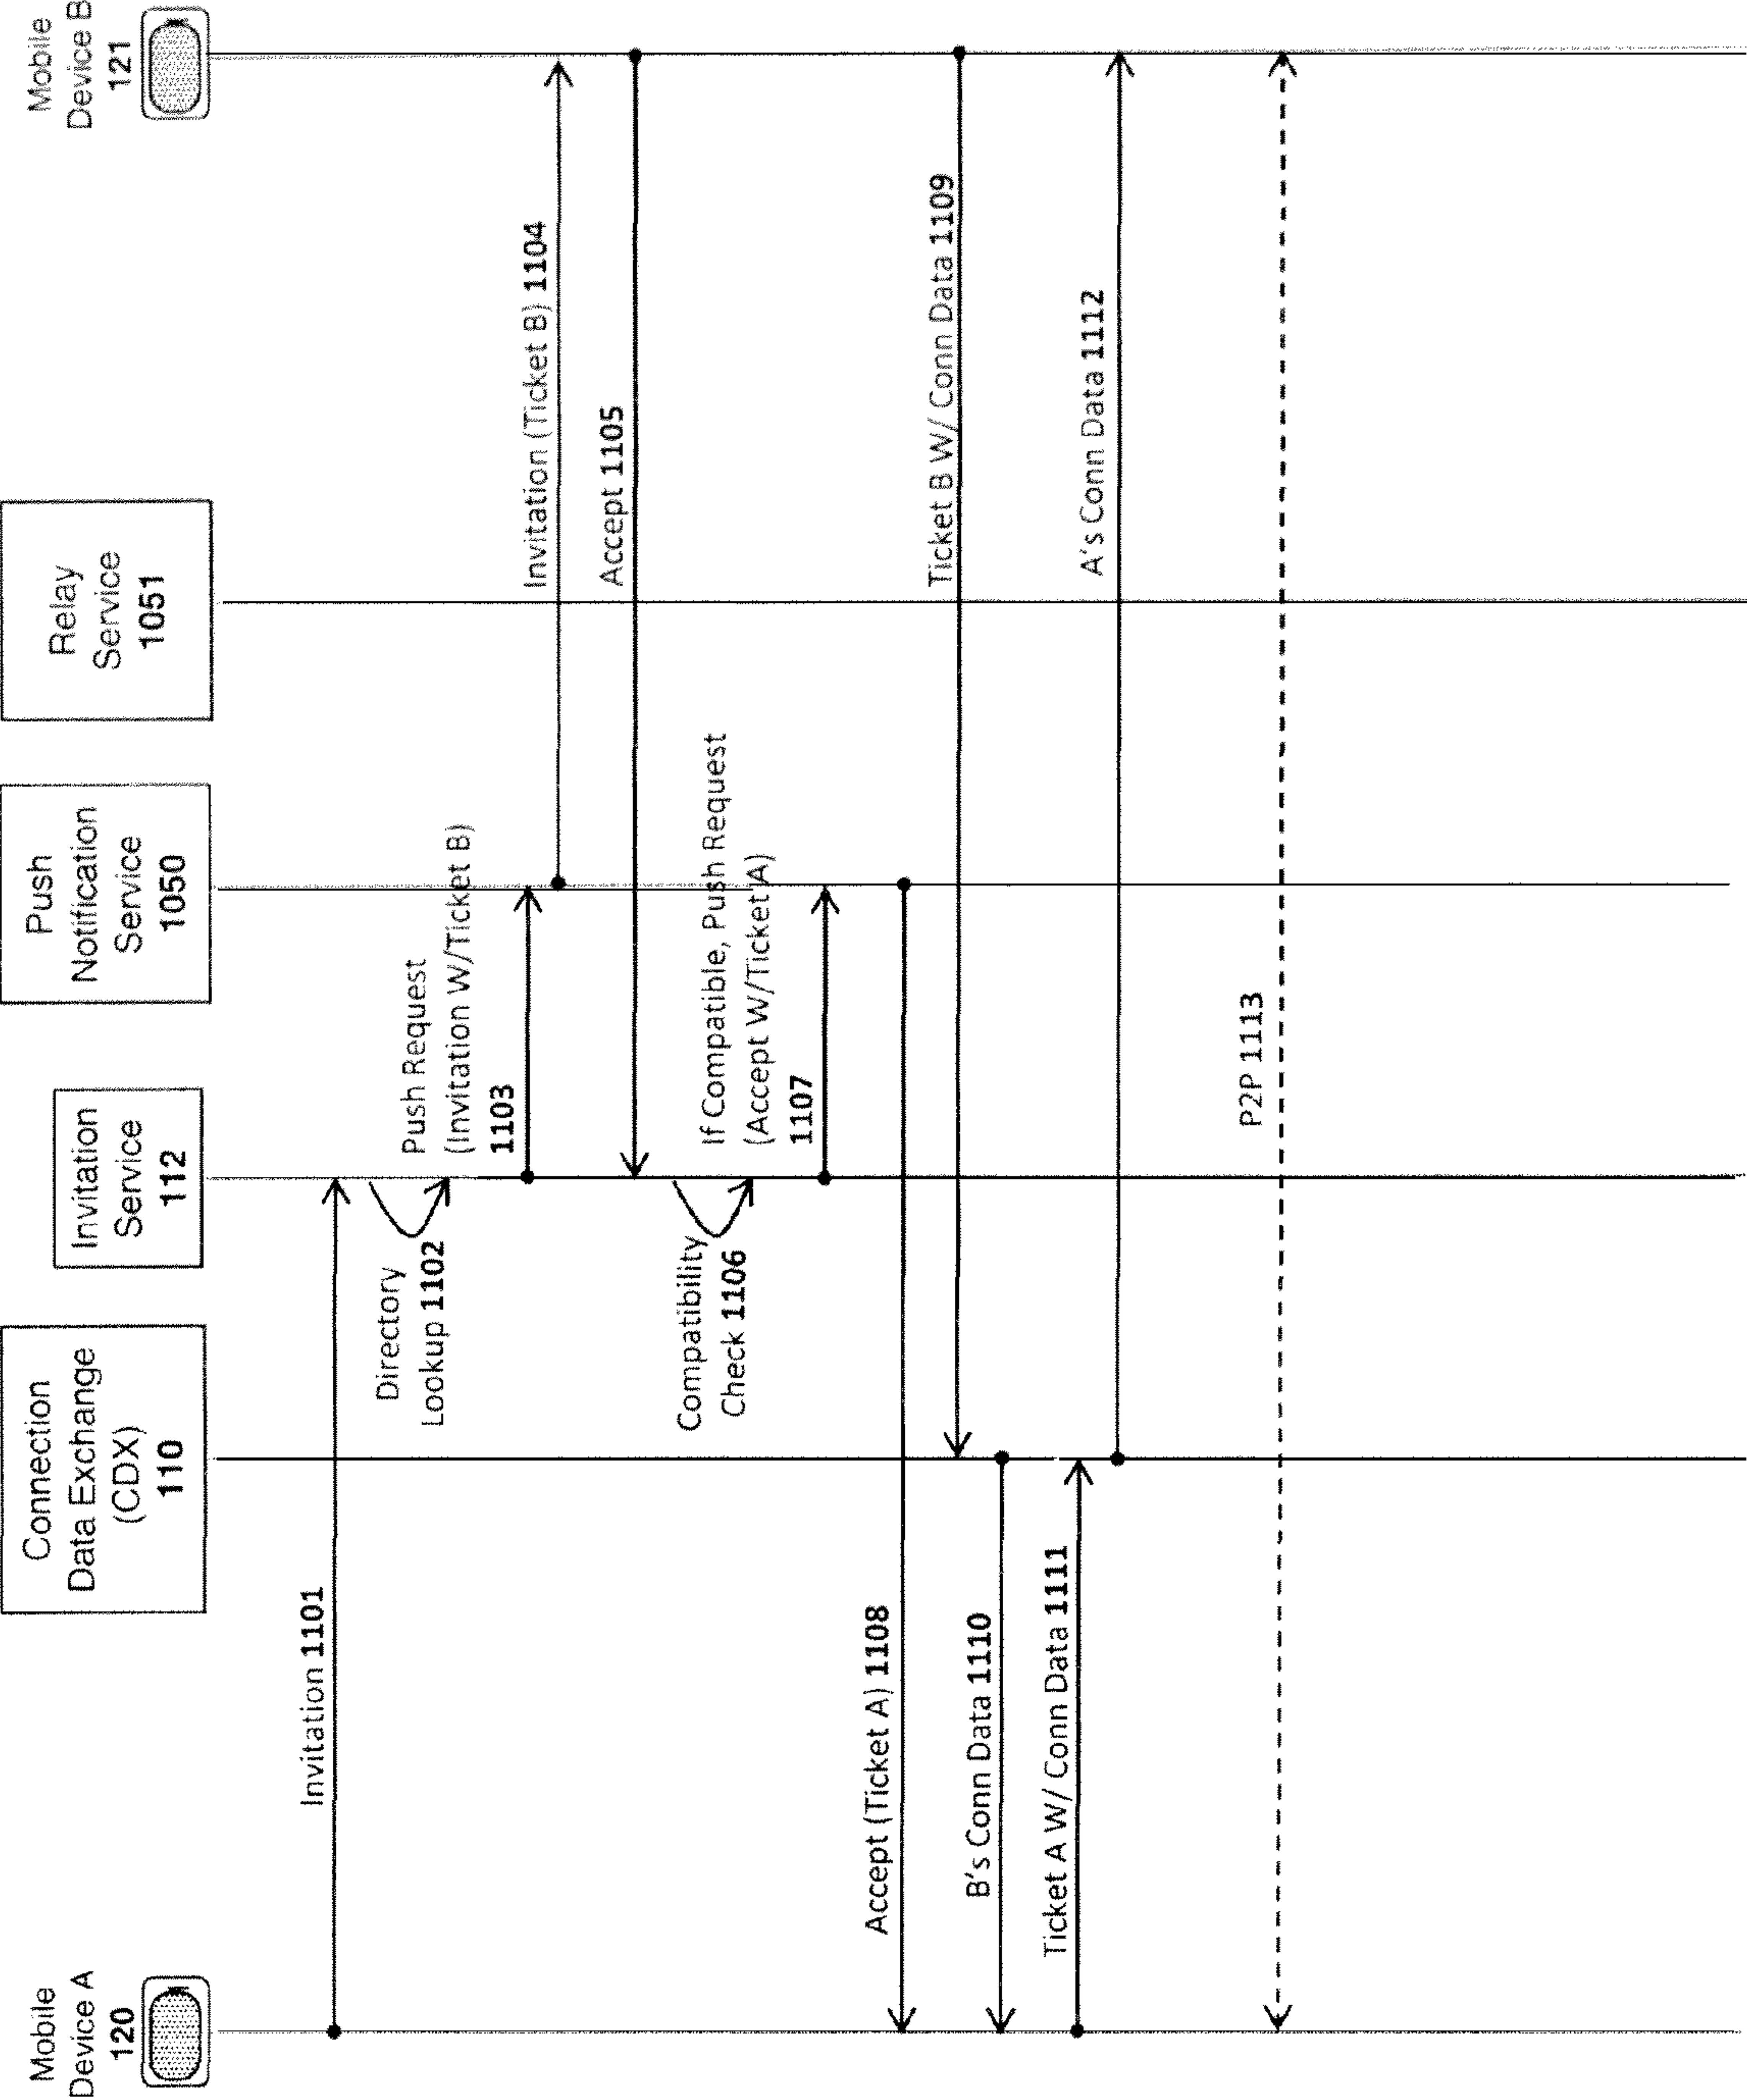 Mobile
Device A
120
Connection
Data Exchange
(CDX)
110
Invitation
Service
112
Push
Notification
Service
1050
Relay
Service
1051
Mobile
Device B
121
Invitation 1101
Directory
Lookup 1102
Push Request
(Invitation W/Ticket B)
1103
Invitation (Ticket B) 1104
Accept 1105
Compatibility
Check 1106
If Compatible, Push Request
(Accept W/Ticket A)
1107
Accept (Ticket A) 1108
Ticket B W/ Conn Data 1109
B's Conn Data 1110
Ticket A W/ Conn Data 1111
A's Conn Data 1112
P2P 1113